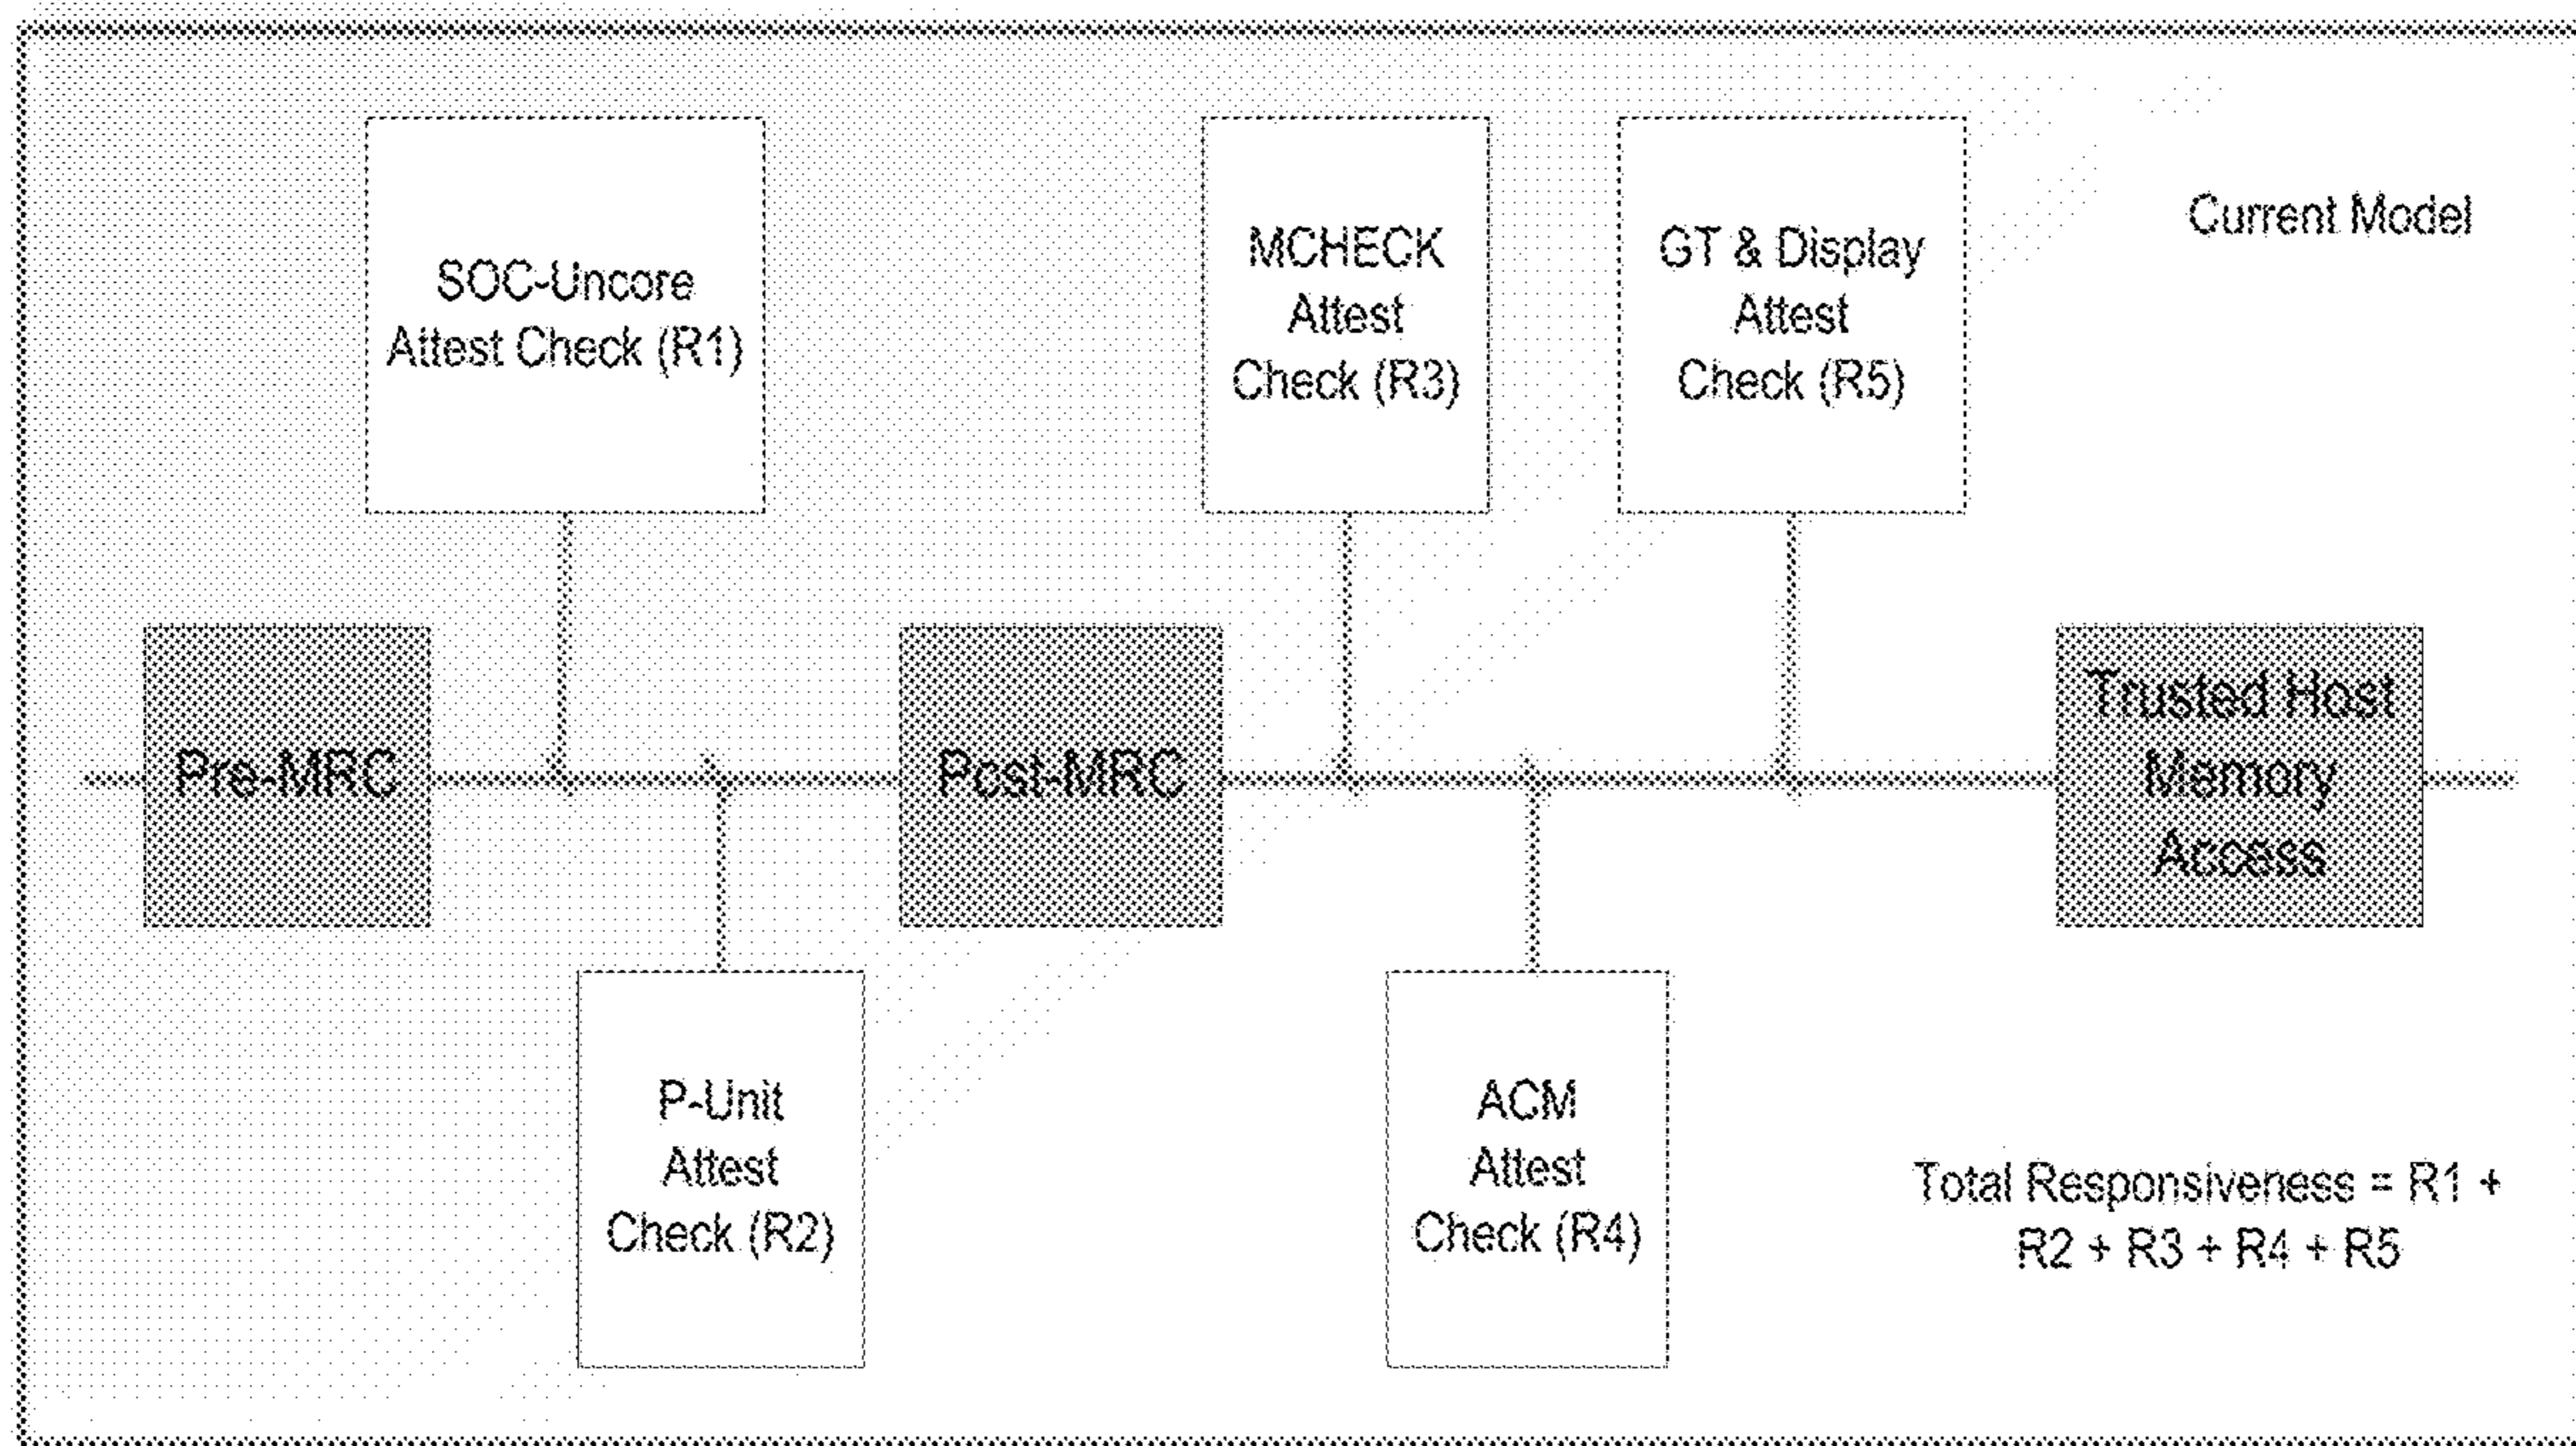 SOC-Uncore
Attest Check (R1)
MCHECK
Attest
Check (R3)
GT & Display
Attest
Check (R5)
Current Model
Pre-MRC
Post-MRC
Trusted Host
Memory
Access
P-Unit
Attest
Check (R2)
ACM
Attest
Check (R4)
Total Responsiveness = R1 +
R2 + R3 + R4 + R5